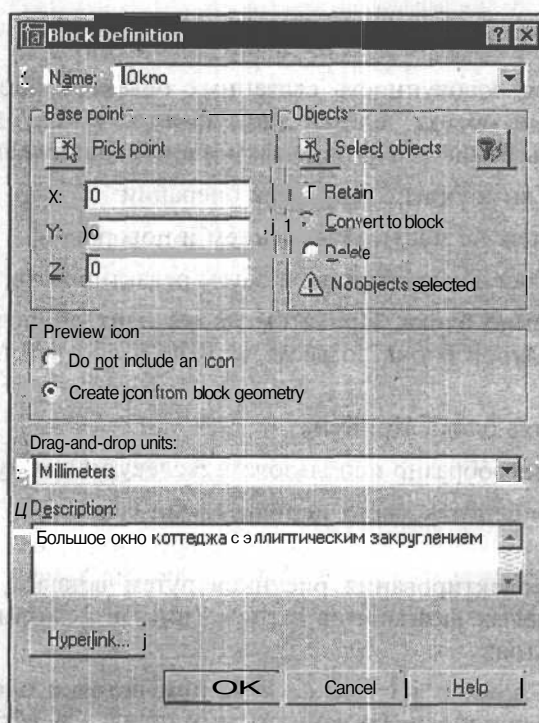 Block Definition
Name: Okno
Base point
Pick point
X: 0
Y: )o
Z: 0
Objects
Select objects
Retain
Convert to block
Delete
No objects selected
Preview icon
Do not include an icon
Create icon from block geometry
Drag-and-drop units:
Millimeters
Description:
Большое окно коттеджа с эллиптическим закруглением
Hyperlink...
OK Cancel Help